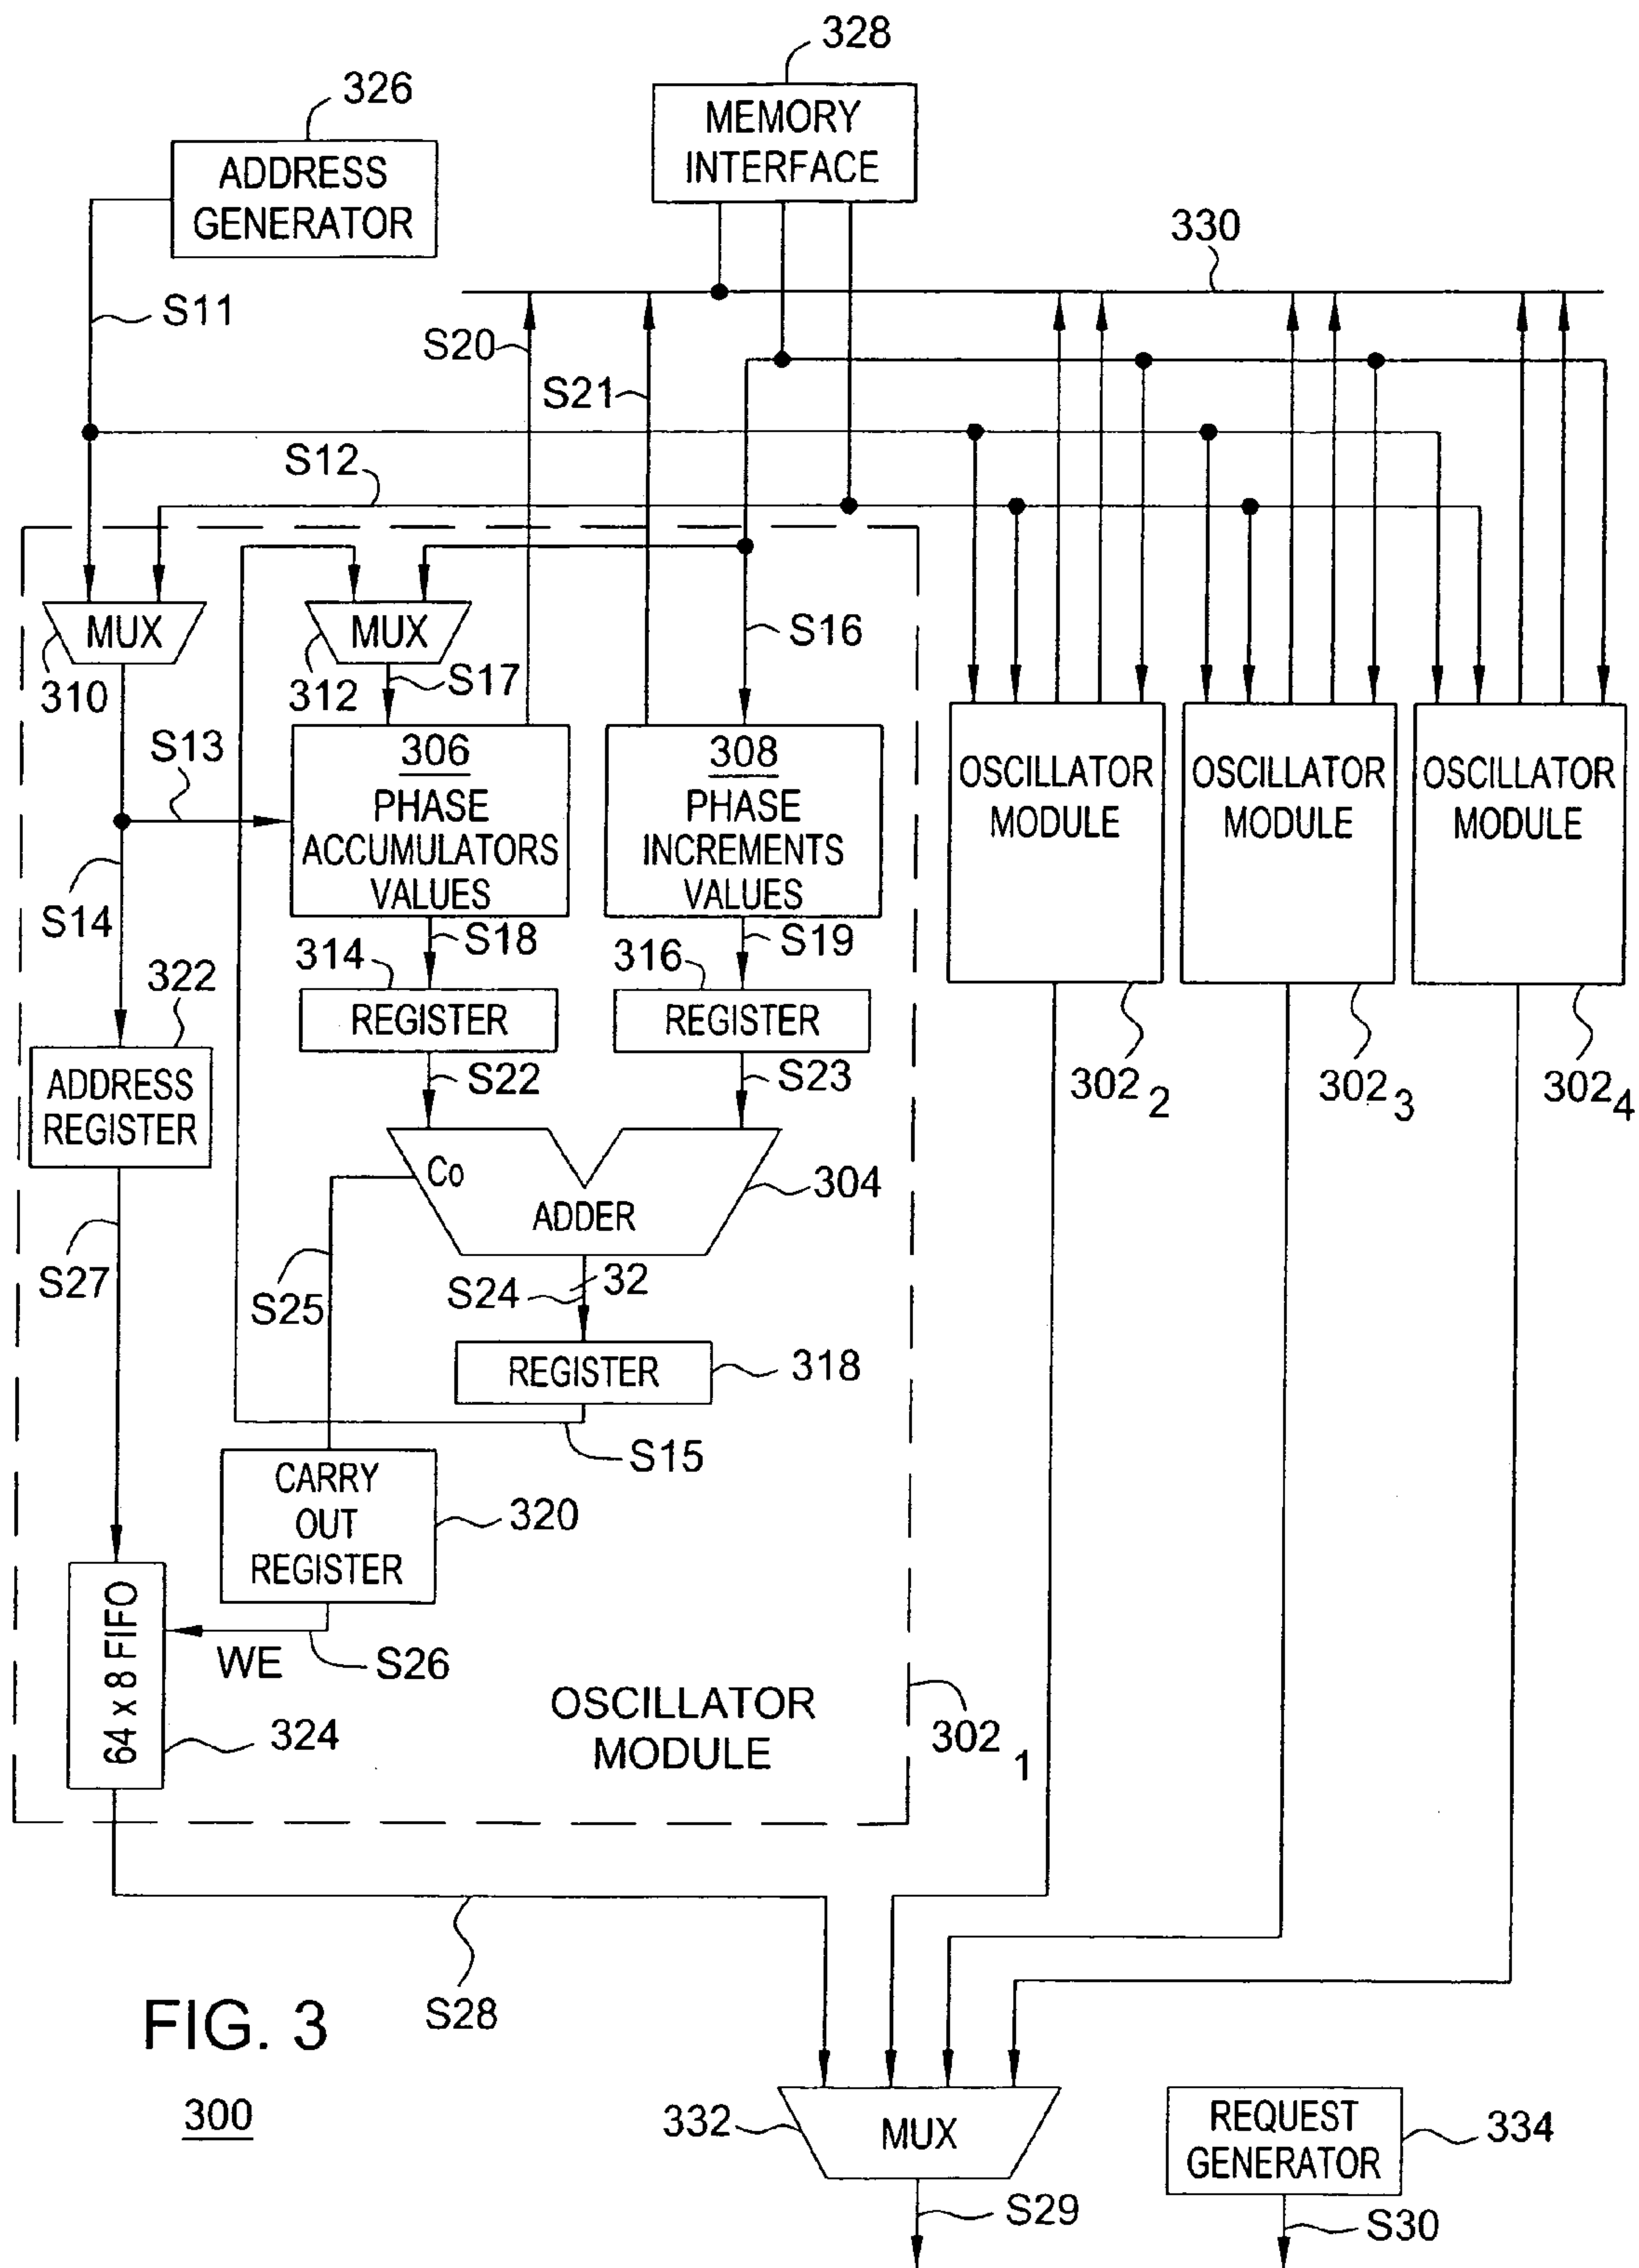 328
326
MEMORY
INTERFACE
ADDRESS
GENERATOR
330
S11
S20
S21
S12
MUX
MUX
S16
310
312
S17
S13
306
PHASE
ACCUMULATORS
VALUES
308
PHASE
INCREMENTS
VALUES
OSCILLATOR
MODULE
OSCILLATOR
MODULE
OSCILLATOR
MODULE
S14
S18
S19
314
316
322
REGISTER
REGISTER
ADDRESS
REGISTER
S22
S23
302 2
302 3
302 4
Co
ADDER
304
S27
S25
S24
32
REGISTER
318
S15
CARRY
OUT
REGISTER
320
64 x 8 FIFO
WE
S26
324
OSCILLATOR
MODULE
302 1
S28
FIG. 3
300
332
MUX
REQUEST
GENERATOR
334
S29
S30